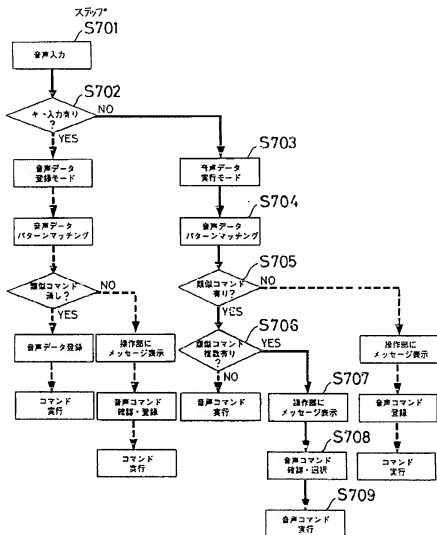 ステップ
S701
音声入力
S702
キー入力有り
?
NO
YES
S703
音声データ
登録モード
音声データ
実行モード
S704
音声データ
パターンマッチング
音声データ
パターンマッチング
S705
類似コマンド
無し?
NO
類似コマンド
有り?
NO
YES
YES
S706
音声データ登録
操作部に
メッセージ表示
類似コマンド
複数有り
?
YES
操作部に
メッセージ表示
NO
S707
コマンド
実行
音声コマンド
確認・登録
音声コマンド
実行
操作部に
メッセージ表示
音声コマンド
登録
S708
コマンド
実行
音声コマンド
確認・選択
コマンド
実行
S709
音声コマンド
実行